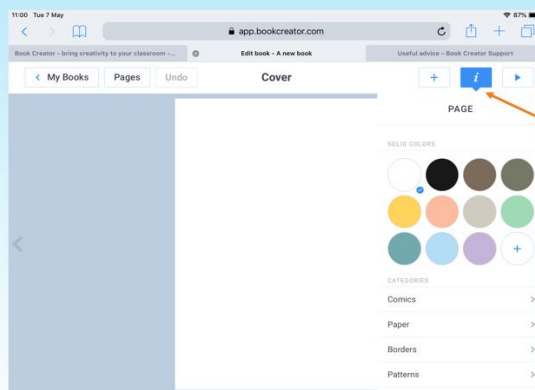 11:00 Tue 7 May 87%
app.bookcreator.com
Book Creator – bring creativity to your classroom -... Edit book - A new book Useful advice – Book Creator Support
My Books Pages Undo Cover + i
PAGE
SOLID COLORS
+
CATEGORIES
Comics
Paper
Borders
Patterns